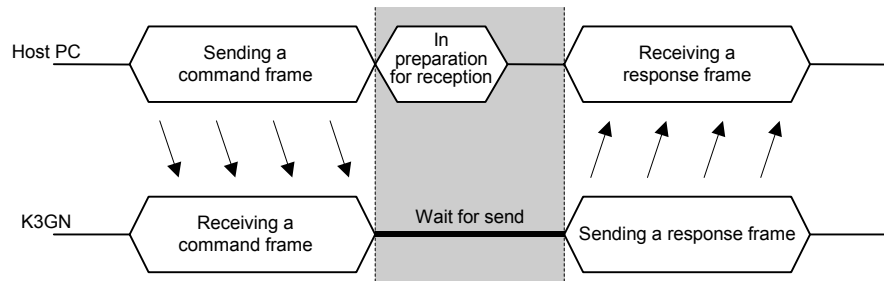 Host PC
Sending a
command frame
In
preparation
for reception
Receiving a
response frame
K3GN
Receiving a
command frame
Wait for send
Sending a response frame